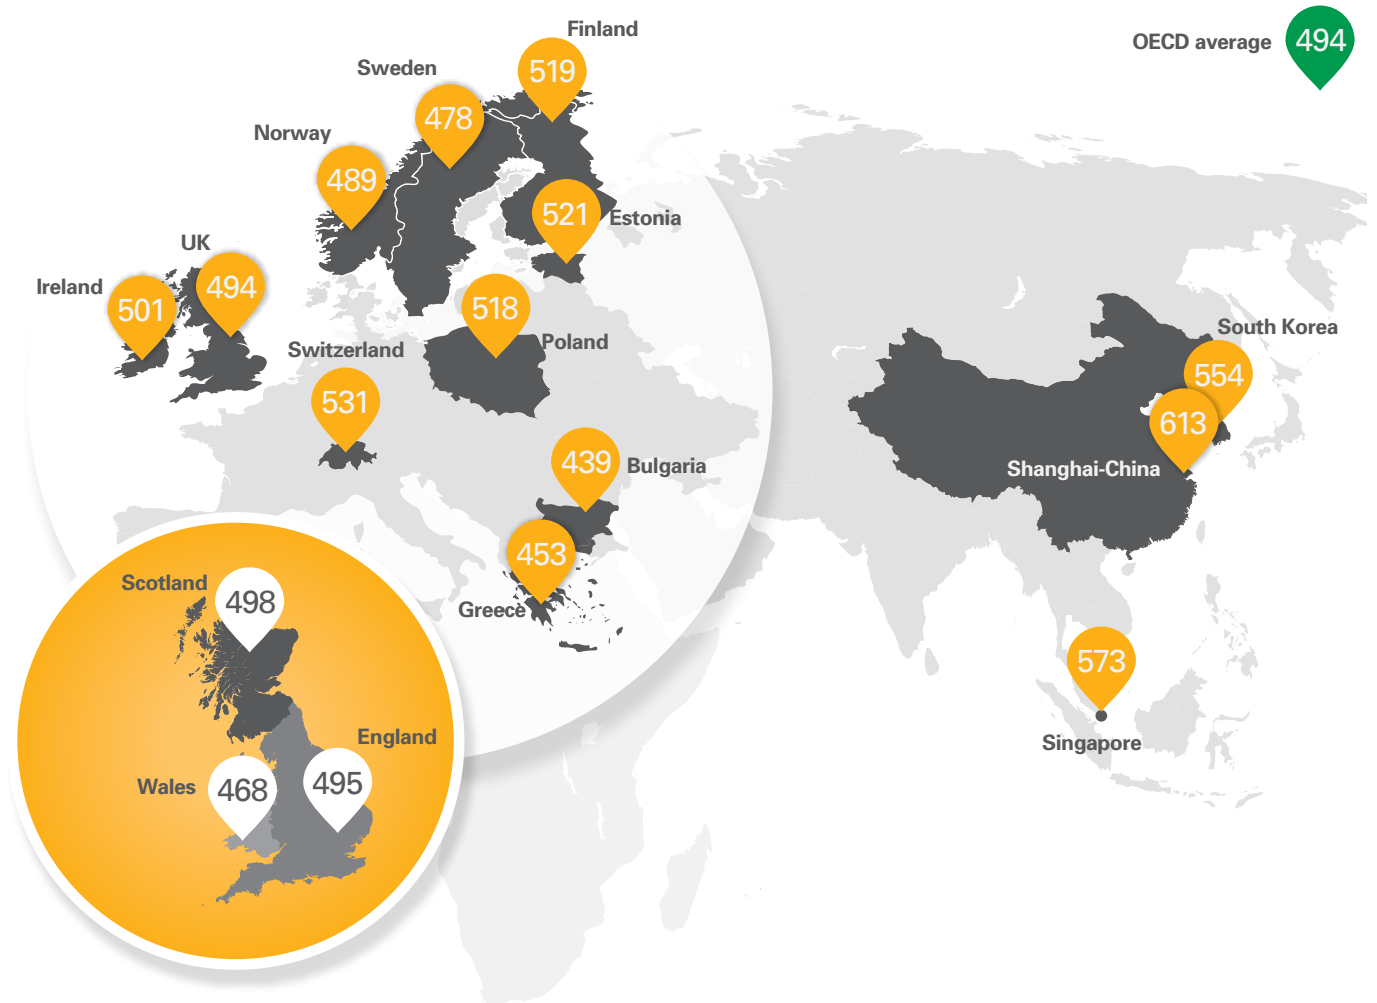 Finland
519
OECD average
494
Sweden
478
Norway
489
521
Estonia
UK
494
Ireland
501
518
Poland
Switzerland
531
South Korea
554
613
Shanghai-China
439
Bulgaria
453
Greece
Scotland
498
573
Singapore
England
495
Wales
468